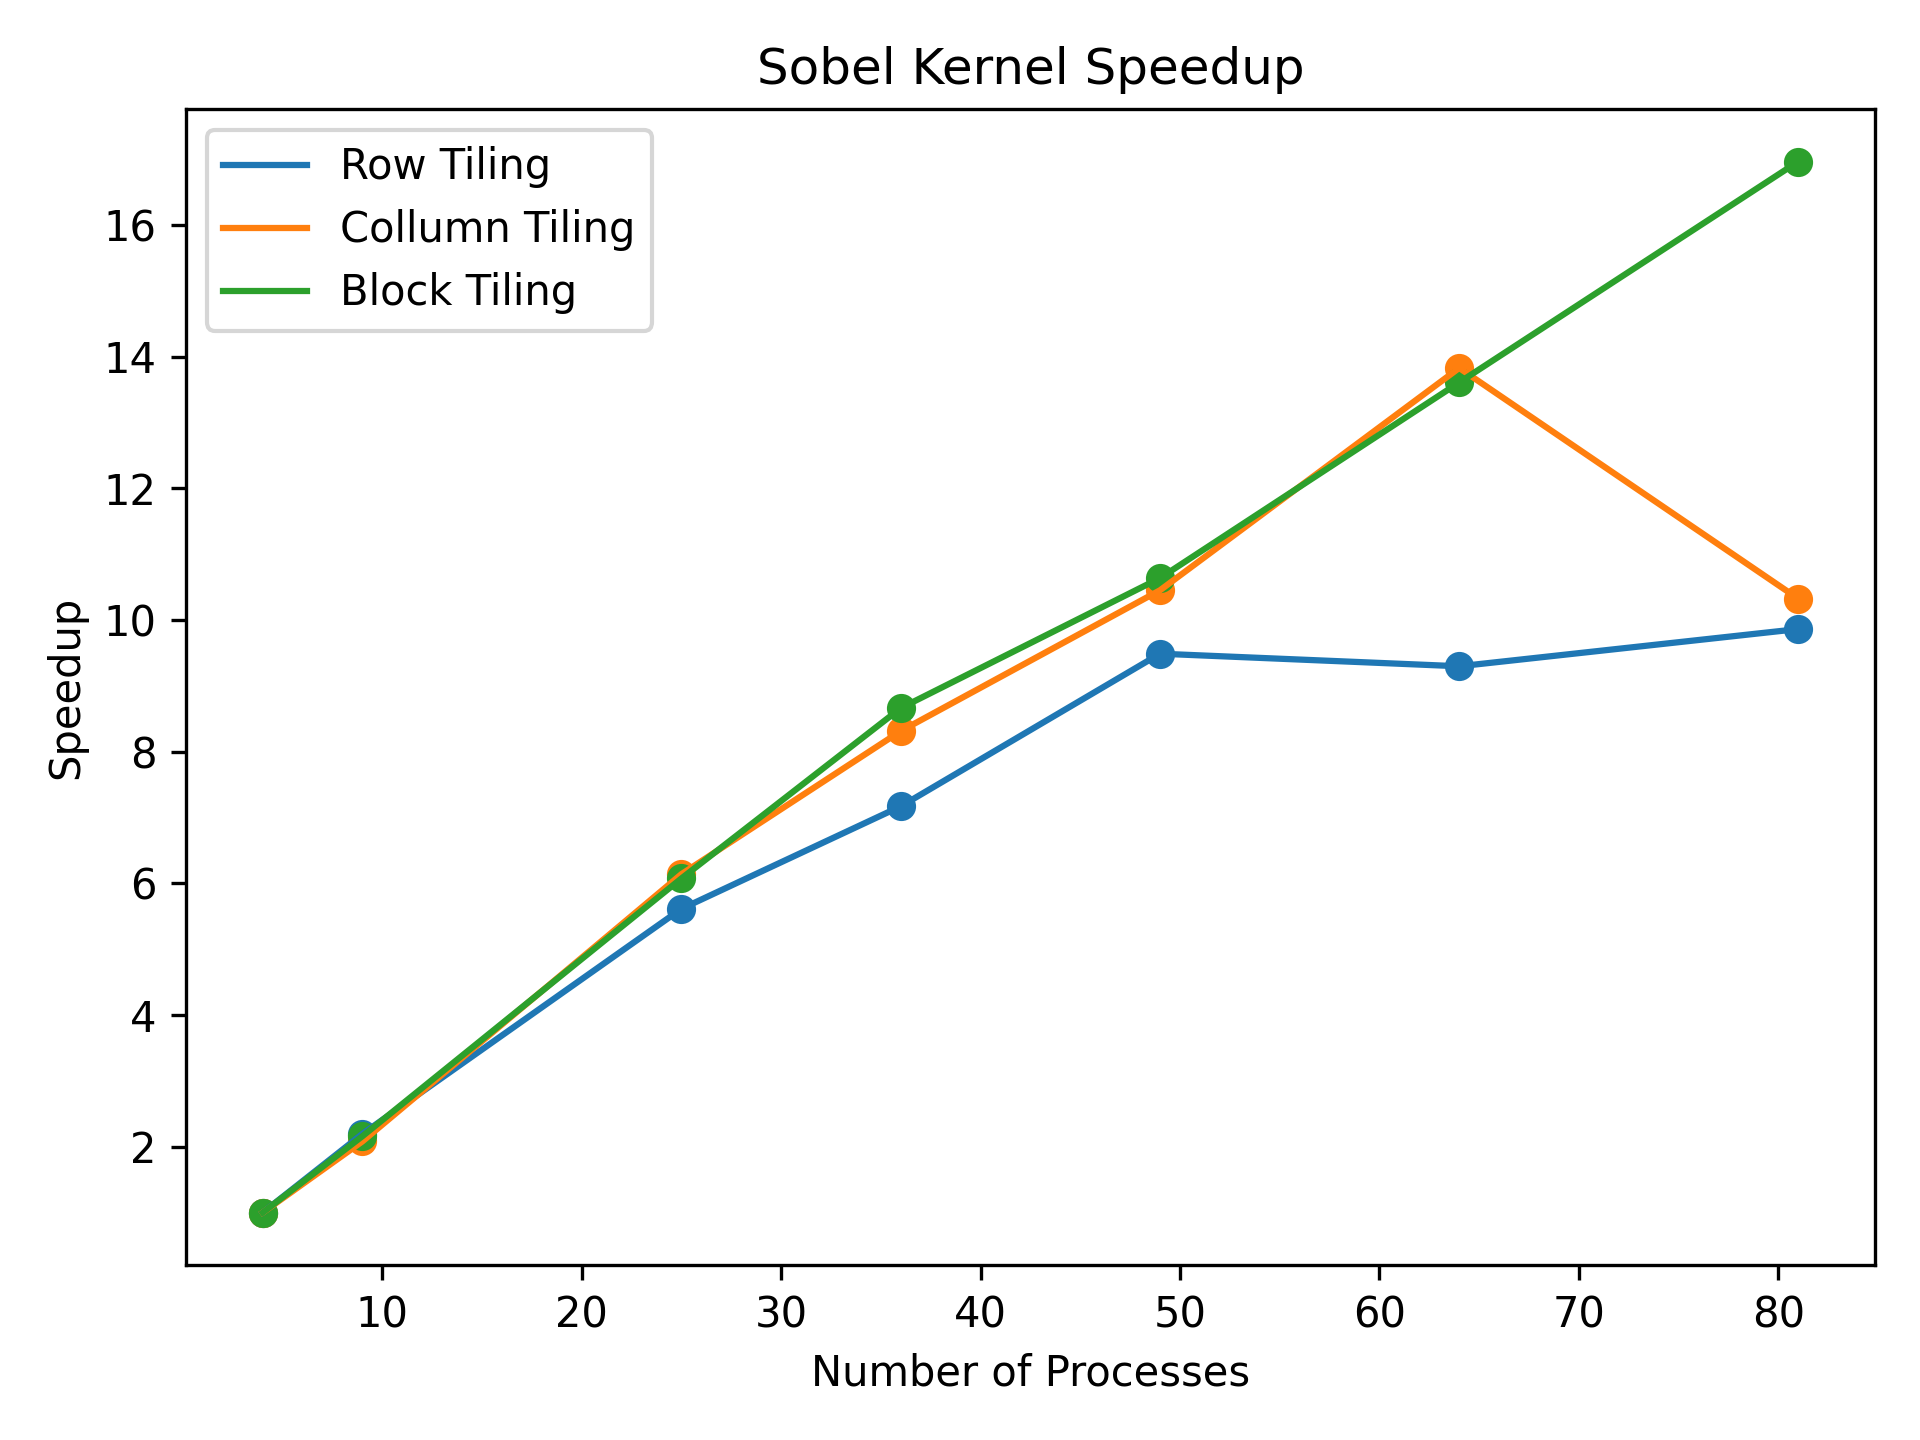 Sobel Kernel Speedup
Row Tiling
Collumn Tiling
Block Tiling
Speedup
16
14
12
10
8
6
4
2
10 20 30 40 50 60 70 80
Number of Processes